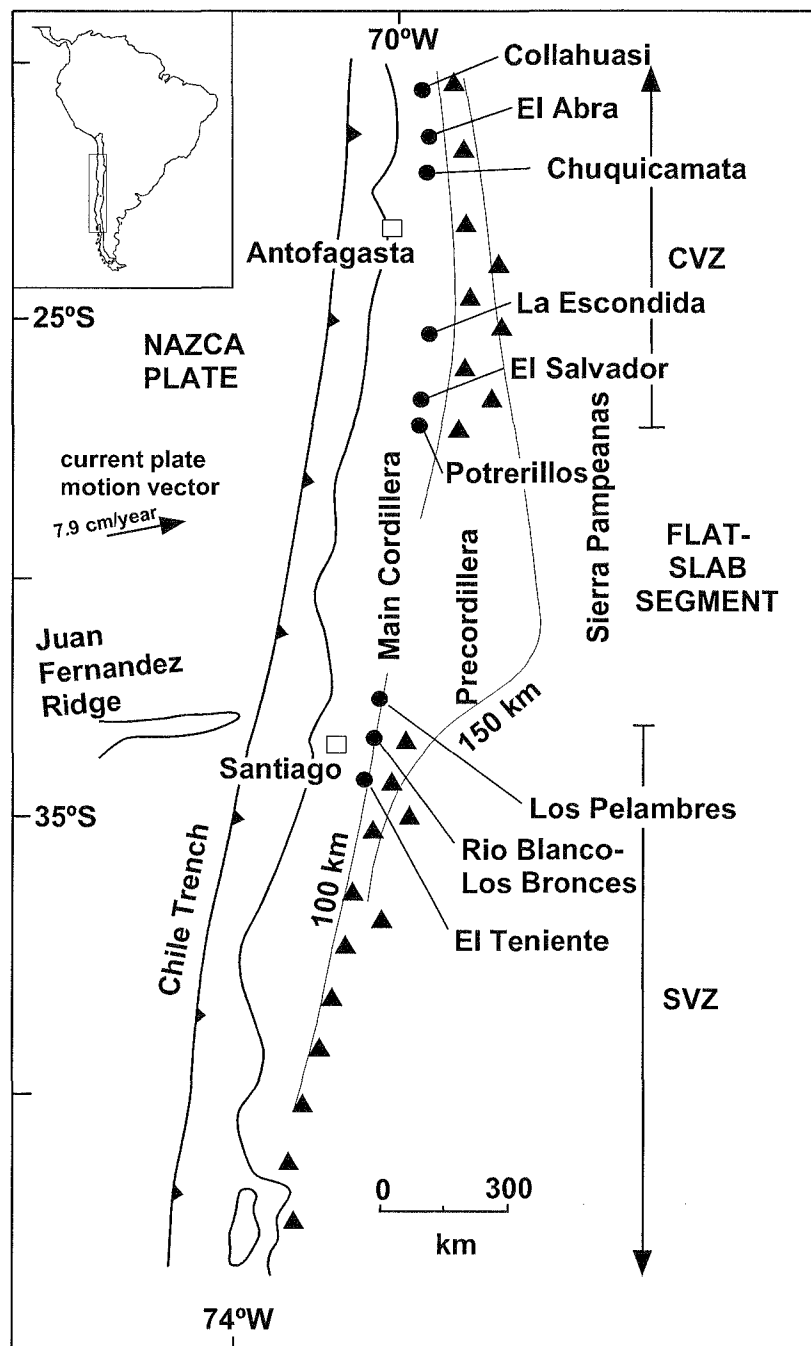 70ºW
Collahuasi
El Abra
Chuquicamata
Antofagasta
CVZ
La Escondida
25ºS
NAZCA
PLATE
El Salvador
current plate
motion vector
7.9 cm/year
Potrerillos
Main Cordillera
Precordillera
Sierra Pampeanas
FLAT-
SLAB
SEGMENT
Juan
Fernandez
Ridge
150 km
Santiago
Los Pelambres
35ºS
Rio Blanco-
Los Bronces
100 km
El Teniente
Chile Trench
SVZ
0 300
km
74ºW